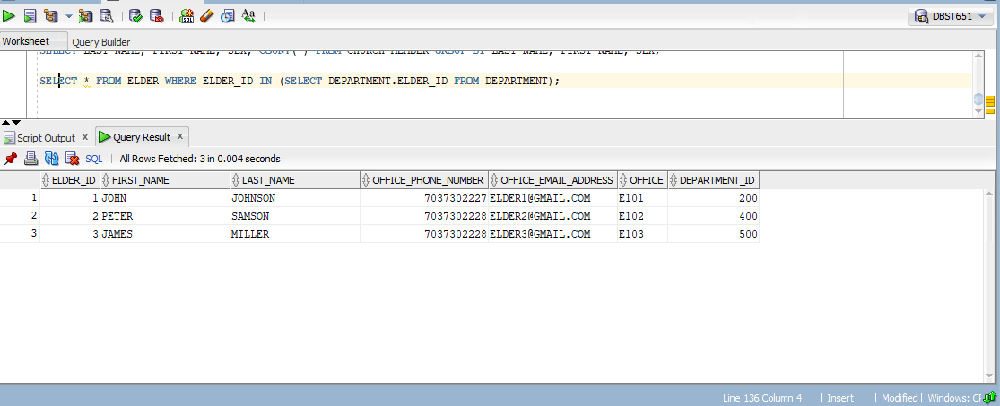 DBST651
Worksheet Query Builder
SELECT LAST_NAME, FIRST_NAME, SEX, COUNT(*) FROM CHURCH_MEMBER GROUP BY LAST_NAME, FIRST_NAME, SEX;
SELECT * FROM ELDER WHERE ELDER_ID IN (SELECT DEPARTMENT.ELDER_ID FROM DEPARTMENT);
Script Output x Query Result x
SQL | All Rows Fetched: 3 in 0.004 seconds
ELDER_ID FIRST_NAME LAST_NAME OFFICE_PHONE_NUMBER OFFICE_EMAIL_ADDRESS OFFICE DEPARTMENT_ID
1 1 JOHN JOHNSON 7037302227 ELDER1@GMAIL.COM E101 200
2 2 PETER SAMSON 7037302228 ELDER2@GMAIL.COM E102 400
3 3 JAMES MILLER 7037302228 ELDER3@GMAIL.COM E103 500
| Line 136 Column 4 | Insert | Modified | Windows: